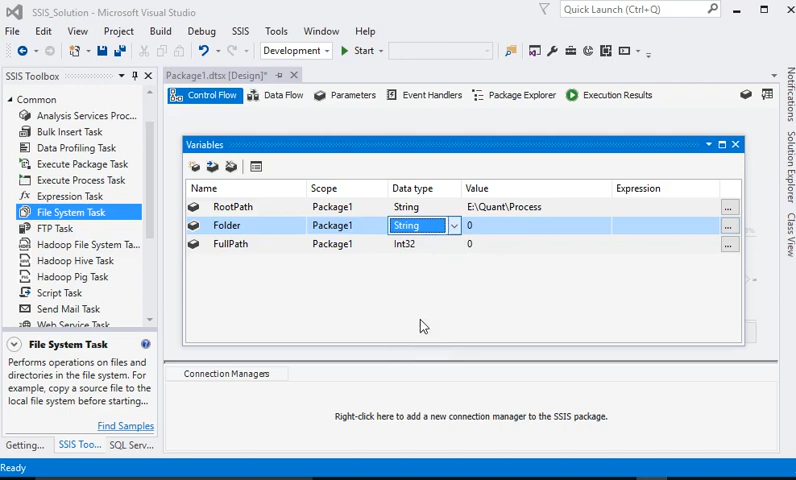 SSIS_Solution - Microsoft Visual Studio
Quick Launch (Ctrl+Q)
File Edit View Project Build Debug SSIS Tools Window Help
Development Start
SSIS Toolbox
Package1.dtsx [Design]*
Control Flow Data Flow Parameters Event Handlers Package Explorer Execution Results
Common
Analysis Services Proc...
Bulk Insert Task
Data Profiling Task
Execute Package Task
Execute Process Task
Expression Task
File System Task
FTP Task
Hadoop File System Ta...
Hadoop Hive Task
Hadoop Pig Task
Script Task
Send Mail Task
Web Service Task
File System Task
Performs operations on files and
directories in the file system. For
example, copy a source file to the
local file system before starting...
Find Samples
Getting... SSIS Too... SQL Serv...
Variables
Name Scope Data type Value Expression
RootPath Package1 String E:\Quant\Process ...
Folder Package1 String 0 ...
FullPath Package1 Int32 0 ...
Connection Managers
Right-click here to add a new connection manager to the SSIS package.
Notifications
Solution Explorer
Class View
Ready